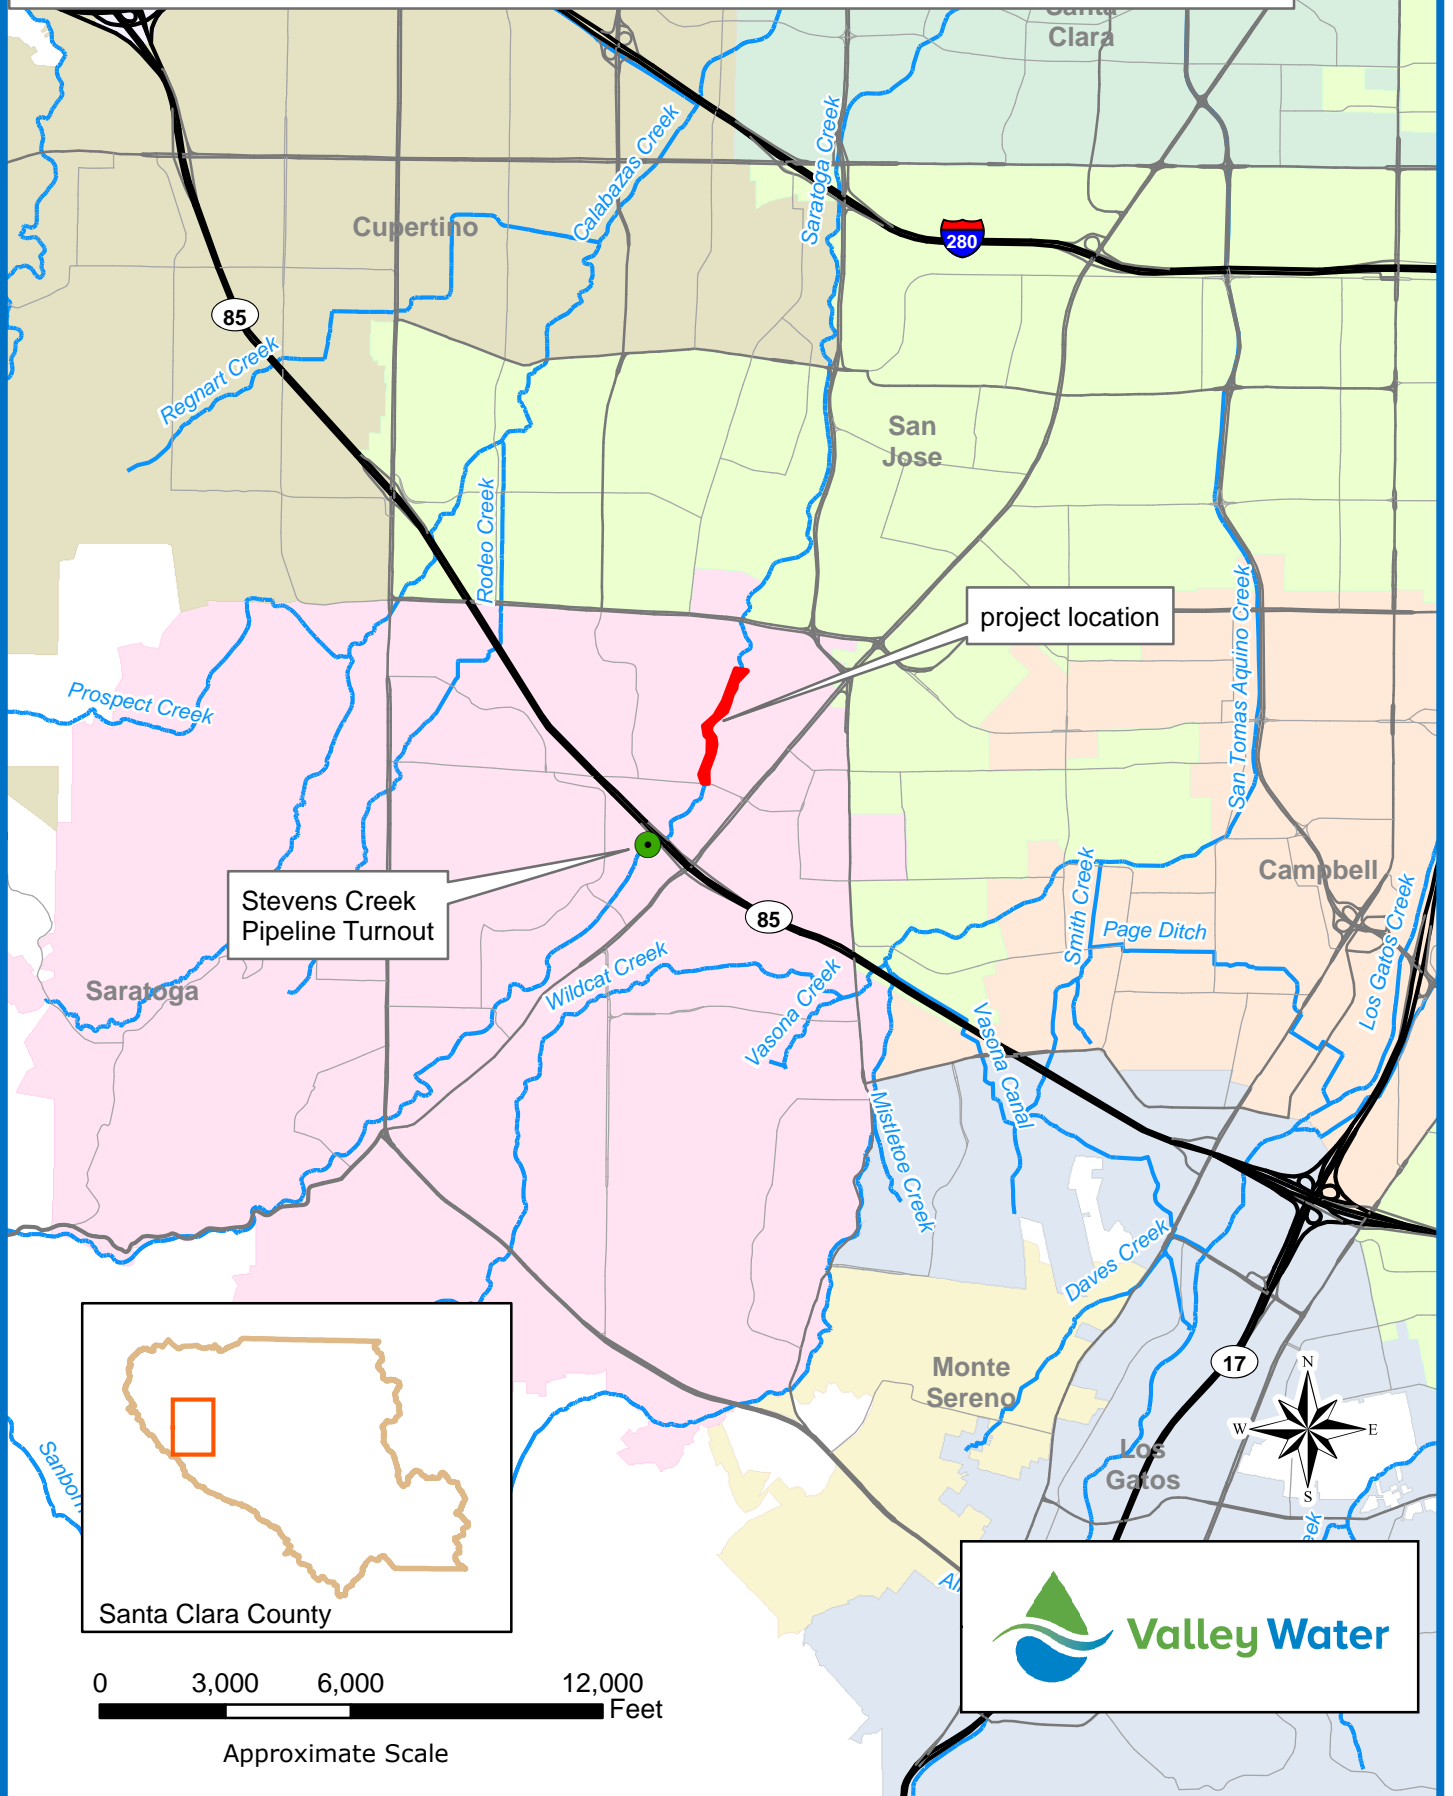 Clara
Saratoga Creek
Calabazas Creek
Cupertino
280
85
Regnart Creek
San
Jose
Rodeo Creek
project location
San Tomas Aquino Creek
Prospect Creek
Stevens Creek
Pipeline Turnout
Campbell
Smith Creek
Los Gatos Creek
85
Page Ditch
Wildcat Creek
Saratoga
Vasona Creek
Vasona Canal
Mistletoe Creek
Daves Creek
Monte
Sereno
17
N
W
E
S
Los
Gatos
Santa Clara County
Valley Water
0 3,000 6,000 12,000
Feet
Approximate Scale